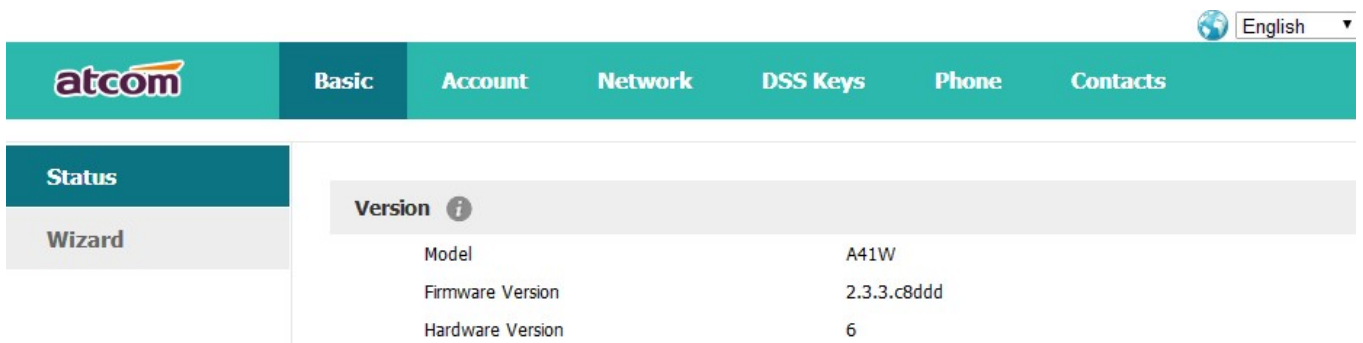 English
atcom Basic Account Network DSS Keys Phone Contacts
Status
Version
Wizard
Model A41W
Firmware Version 2.3.3.c8ddd
Hardware Version 6